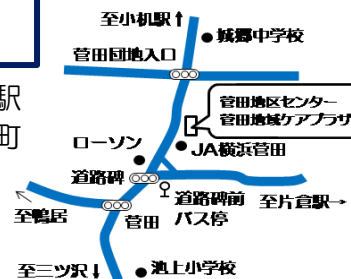 至小机駅↑
城郷中学校
菅田団地入口
駅
町
菅田地区センター
菅田地域ケアプラザ
ローソン
JA横浜菅田
道路碑
道路碑前
バス停
至片倉駅→
至鴨居
菅田
至三ツ沢↓
池上小学校